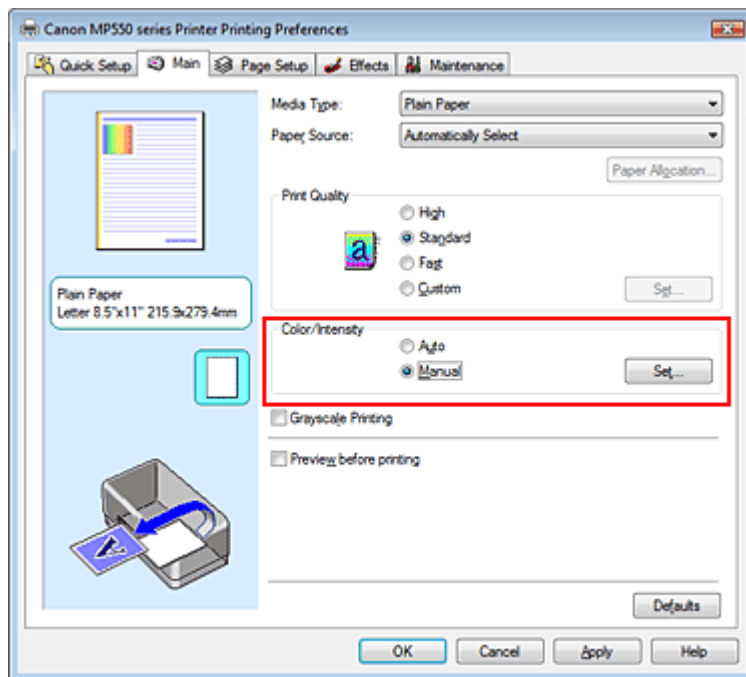 Canon MP550 series Printer Printing Preferences
Quick Setup Main Page Setup Effects Maintenance
Media Type: Plain Paper
Paper Source: Automatically Select
Paper Allocation...
Print Quality
High
Standard
Fast
Custom Set...
Plain Paper
Letter 8.5"x11" 215.9x279.4mm
Color/Intensity
Auto
Manual Set...
Grayscale Printing
Preview before printing
Defaults
OK Cancel Apply Help